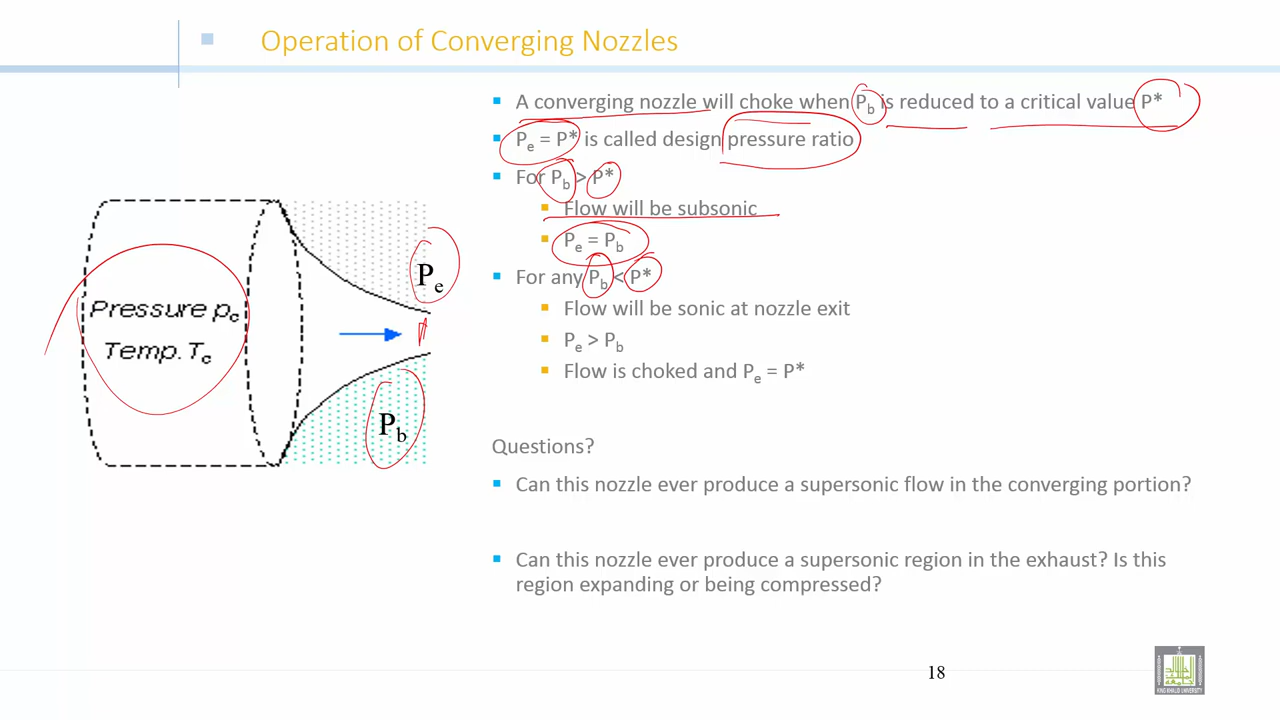 Operation of Converging Nozzles
A converging nozzle will choke when Pb is reduced to a critical value P*
Pe = P* is called design pressure ratio
For Pb > P*
Flow will be subsonic
Pe = Pb
For any Pb < P*
Flow will be sonic at nozzle exit
Pe > Pb
Flow is choked and Pe = P*
Pressure pc
Temp. Tc
Pe
Pb
Questions?
Can this nozzle ever produce a supersonic flow in the converging portion?
Can this nozzle ever produce a supersonic region in the exhaust? Is this
region expanding or being compressed?
18
KING KHALID UNIVERSITY